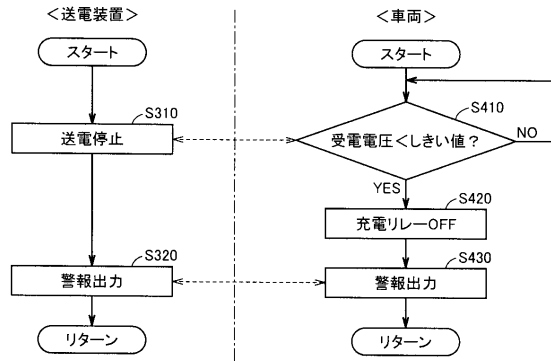 <送電装置>
スタート
S310
送電停止
S320
警報出力
リターン
<車両>
スタート
S410
受電電圧<しきい値?
NO
YES
S420
充電リレーOFF
S430
警報出力
リターン